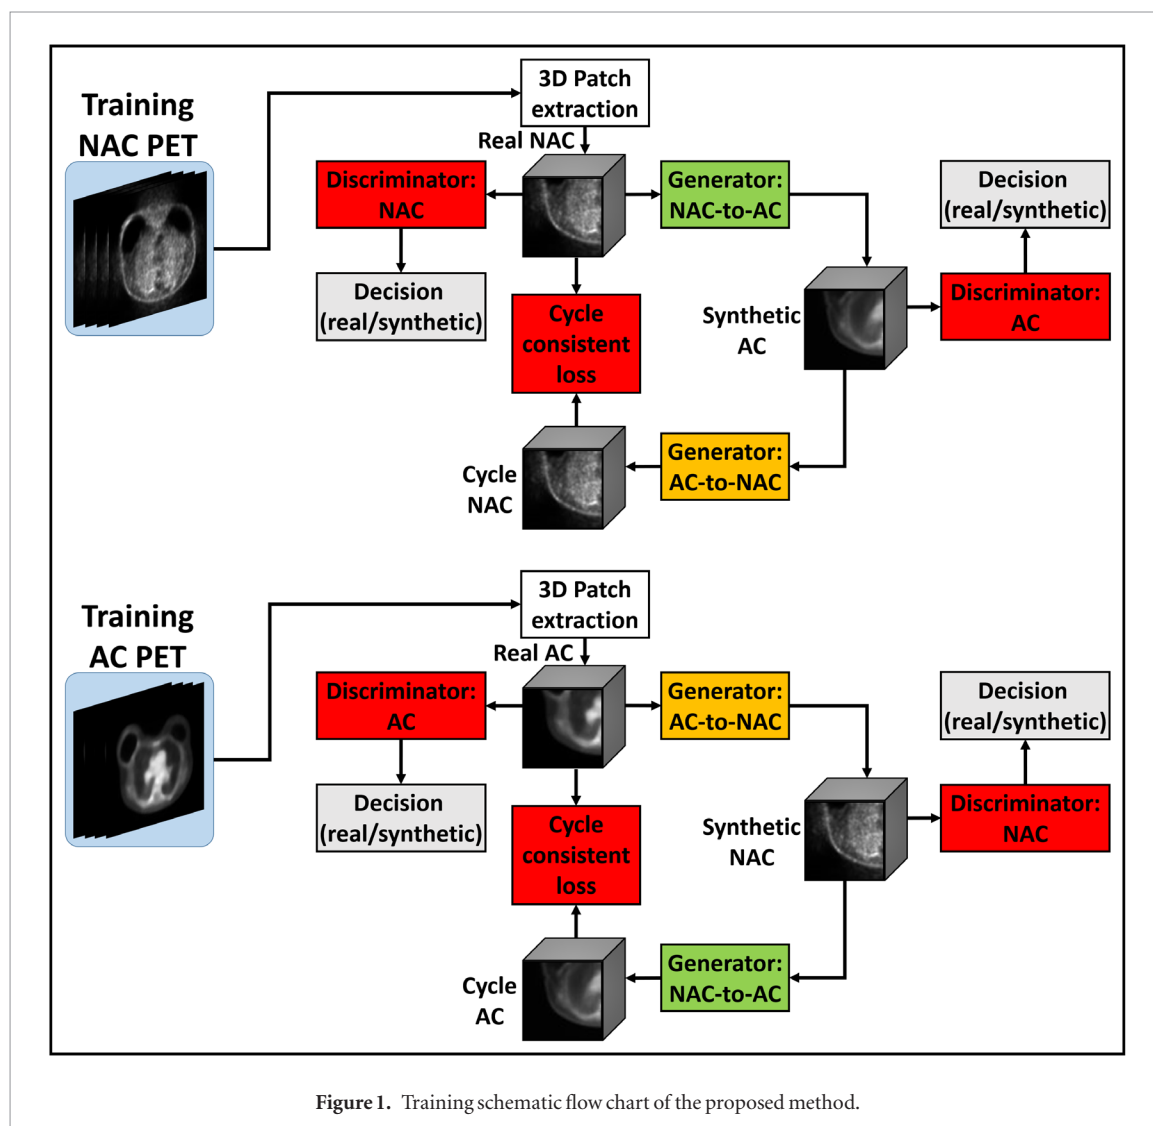 Training
NAC PET
3D Patch
extraction
Real NAC
Discriminator:
NAC
Generator:
NAC-to-AC
Decision
(real/synthetic)
Decision
(real/synthetic)
Cycle
consistent
loss
Synthetic
AC
Discriminator:
AC
Cycle
NAC
Generator:
AC-to-NAC
Training
AC PET
3D Patch
extraction
Real AC
Discriminator:
AC
Generator:
AC-to-NAC
Decision
(real/synthetic)
Decision
(real/synthetic)
Cycle
consistent
loss
Synthetic
NAC
Discriminator:
NAC
Cycle
AC
Generator:
NAC-to-AC
Figure 1. Training schematic flow chart of the proposed method.